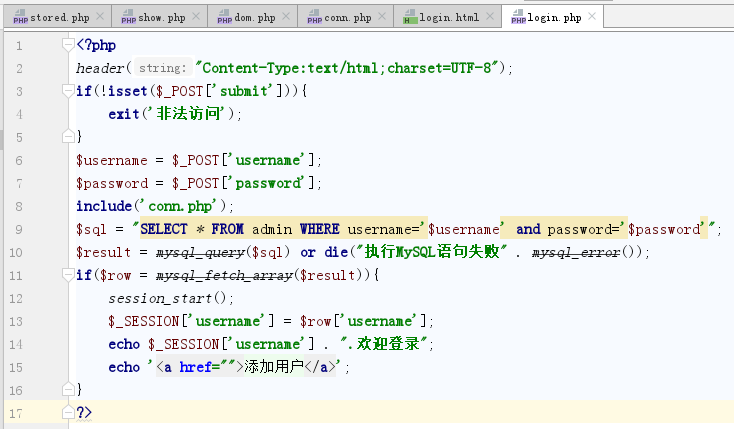 stored.php show.php dom.php conn.php login.html login.php
1 <?php
2 header( string: "Content-Type:text/html;charset=UTF-8");
3 if(!isset($_POST['submit'])){
4 exit('非法访问');
5 }
6 $username = $_POST['username'];
7 $password = $_POST['password'];
8 include('conn.php');
9 $sql = "SELECT * FROM admin WHERE username='$username' and password='$password'";
10 $result = mysql_query($sql) or die("执行MySQL语句失败" . mysql_error());
11 if($row = mysql_fetch_array($result)){
12 session_start();
13 $_SESSION['username'] = $row['username'];
14 echo $_SESSION['username'] . ".欢迎登录";
15 echo '<a href="">添加用户</a>';
16 }
17 ?>